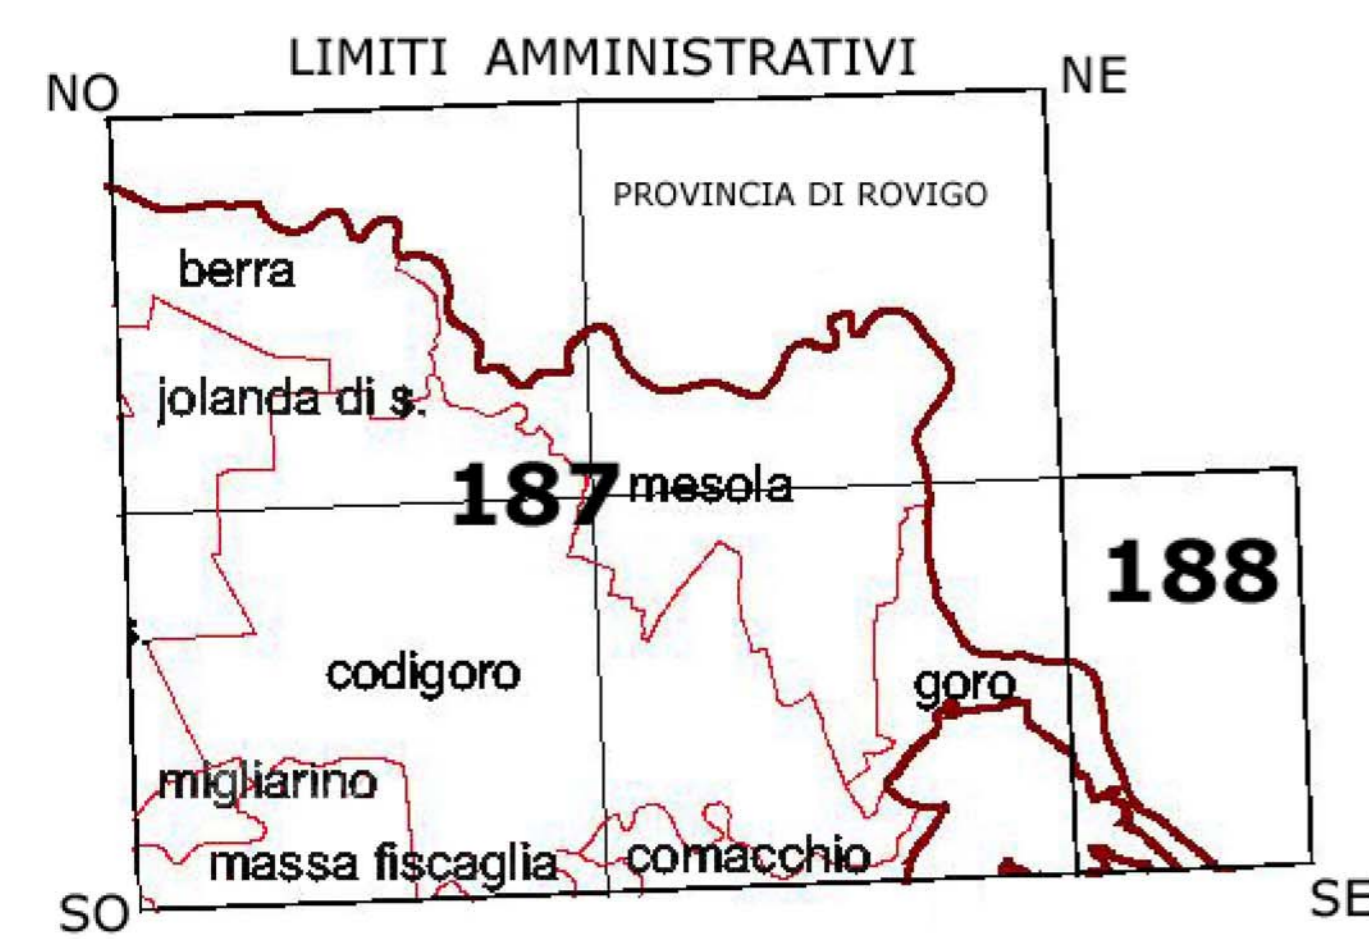 LIMITI AMMINISTRATIVI
NO
NE
PROVINCIA DI ROVIGO
berra
jolanda di s.
187
mesola
188
s.
codigoro
goro
migliarino
massa fiscaglia
comacchio
SO
SE